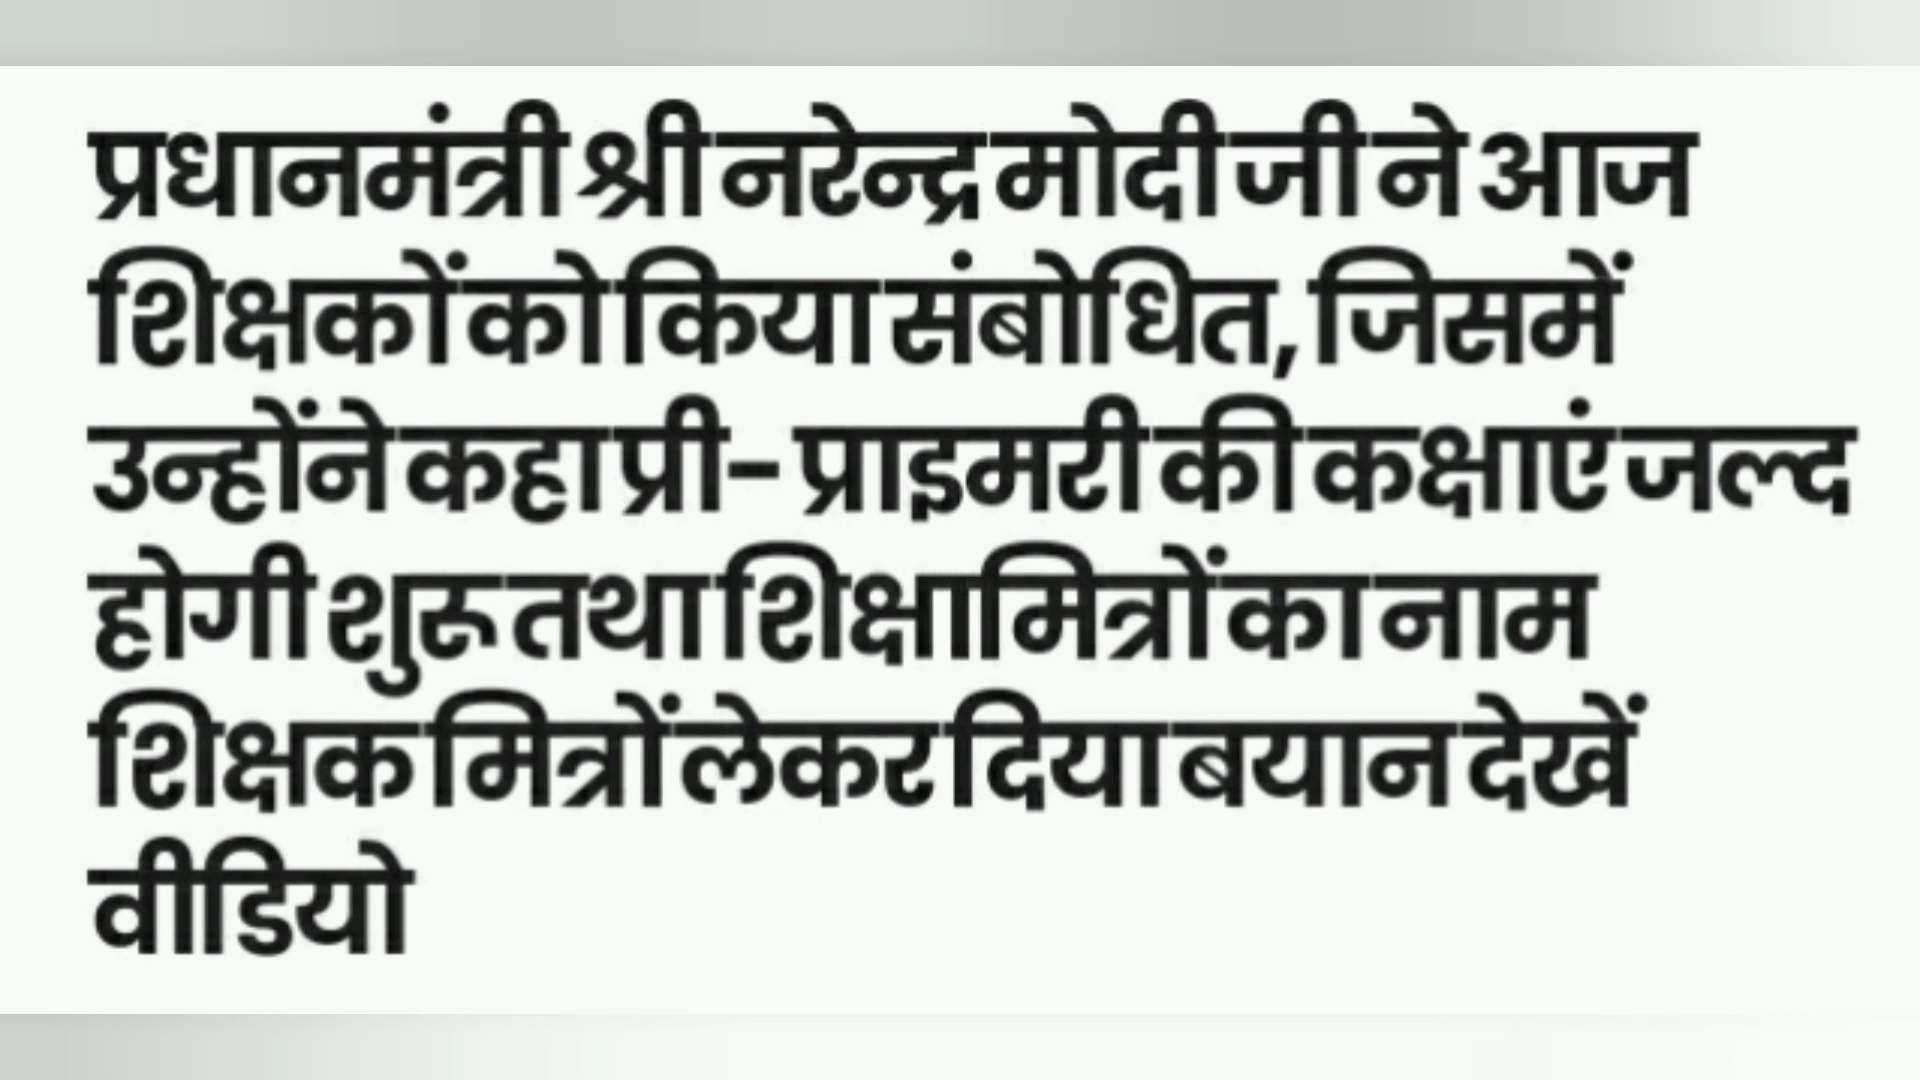 प्रधानमंत्री श्री नरेन्द्र मोदी जी ने आज
शिक्षकों को किया संबोधित, जिसमें
उन्होंने कहा प्री- प्राइमरी की कक्षाएं जल्द
होगी शुरू तथा शिक्षामित्रों का नाम
शिक्षक मित्रों लेकर दिया बयान देखें
वीडियो